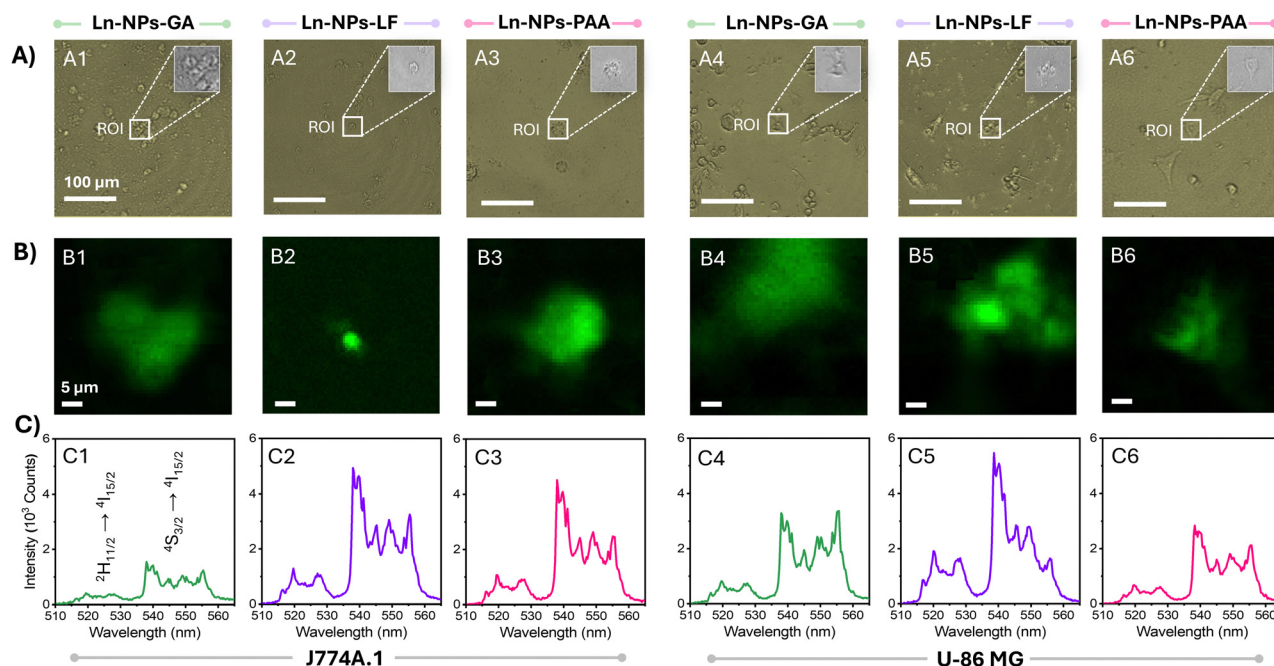 Ln-NPs-GA Ln-NPs-LF Ln-NPs-PAA Ln-NPs-GA Ln-NPs-LF Ln-NPs-PAA
A)
A1 A2 A3 A4 A5 A6
ROI ROI ROI ROI ROI ROI
100 µm
B)
B1 B2 B3 B4 B5 B6
5 µm
C)
C1 C2 C3 C4 C5 C6
Intensity (10³ Counts)
²H₁₁/₂ → ⁴I₁₅/₂
⁴S₃/₂ → ⁴I₁₅/₂
6 6 6 6 6 6
4 4 4 4 4 4
2 2 2 2 2 2
0 0 0 0 0 0
510 520 530 540 550 560 510 520 530 540 550 560 510 520 530 540 550 560 510 520 530 540 550 560 510 520 530 540 550 560 510 520 530 540 550 560
Wavelength (nm) Wavelength (nm) Wavelength (nm) Wavelength (nm) Wavelength (nm) Wavelength (nm)
J774A.1 U-86 MG